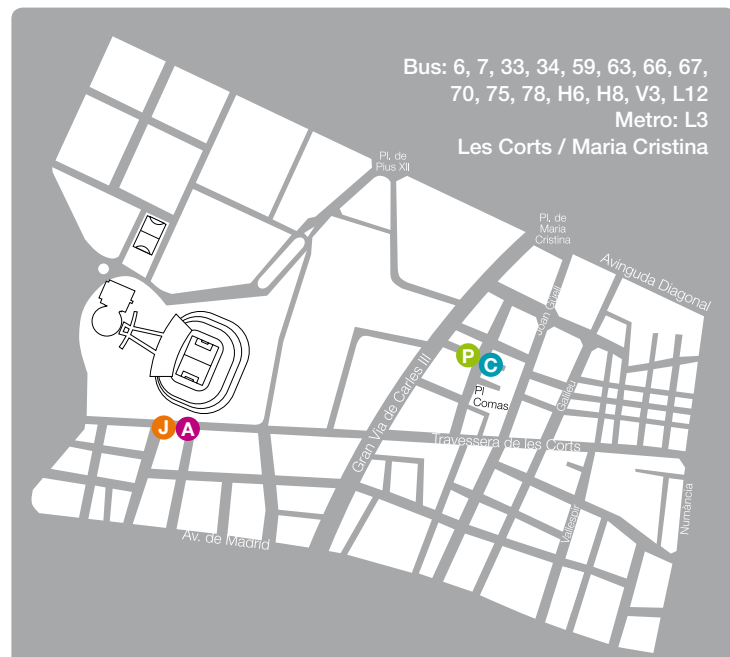 Bus: 6, 7, 33, 34, 59, 63, 66, 67,
70, 75, 78, H6, H8, V3, L12
Metro: L3
Les Corts / Maria Cristina
Pl. de
Pius XII
Pl. de
Maria
Cristina
Avinguda Diagonal
Joan Güell
P
C
Gran Via de Carles III
Pl
Comas
Galileu
J
A
Travessera de les Corts
Numància
Vallespir
Av. de Madrid